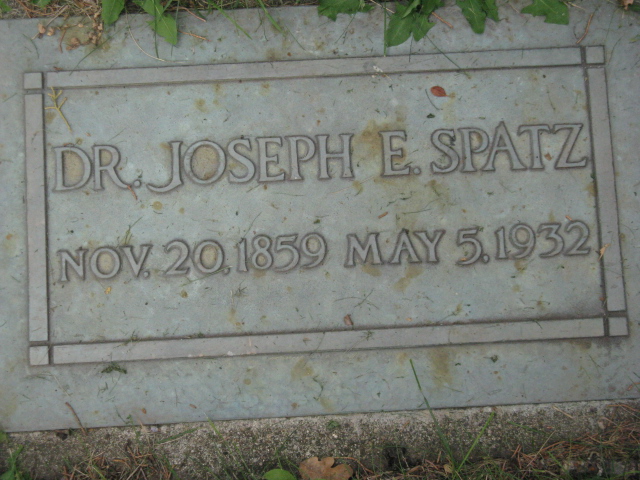 DR. JOSEPH E. SPATZ
NOV. 20. 1859 MAY 5. 1932